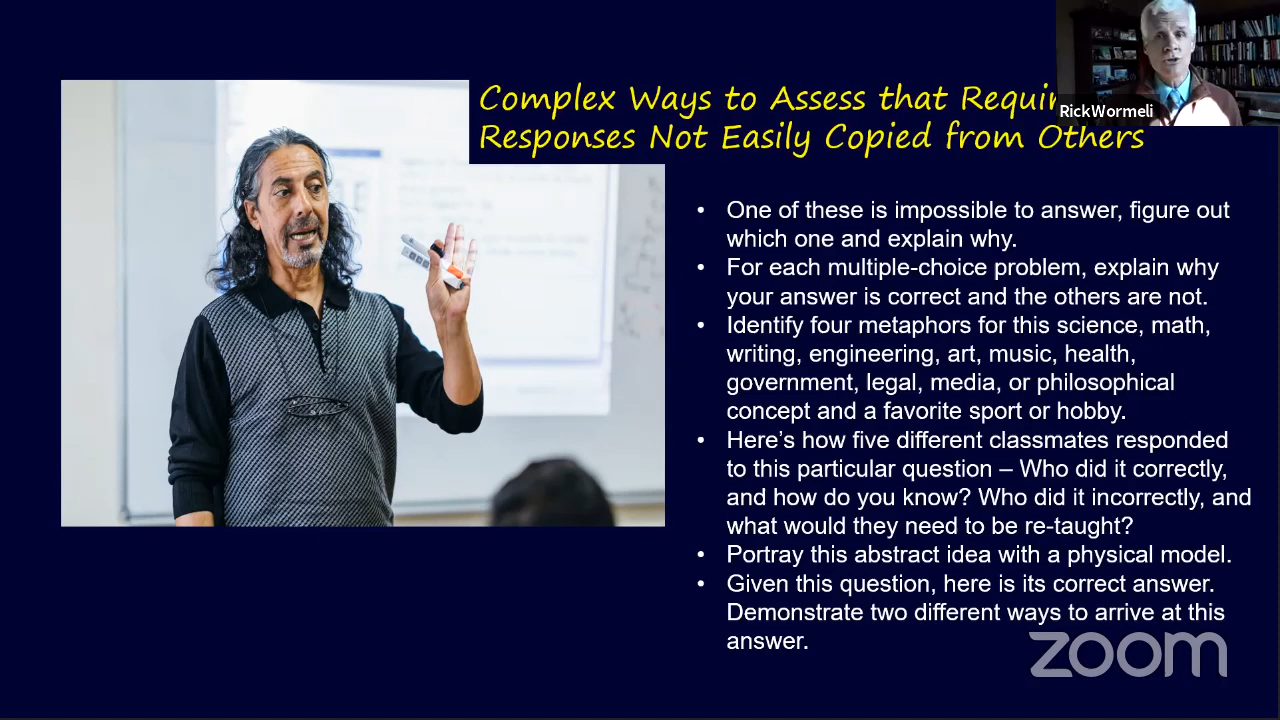 Complex Ways to Assess that Requir
Responses Not Easily Copied from Others
RickWormeli
• One of these is impossible to answer, figure out
which one and explain why.
• For each multiple-choice problem, explain why
your answer is correct and the others are not.
• Identify four metaphors for this science, math,
writing, engineering, art, music, health,
government, legal, media, or philosophical
concept and a favorite sport or hobby.
• Here’s how five different classmates responded
to this particular question – Who did it correctly,
and how do you know? Who did it incorrectly, and
what would they need to be re-taught?
• Portray this abstract idea with a physical model.
• Given this question, here is its correct answer.
Demonstrate two different ways to arrive at this
answer.
zoom